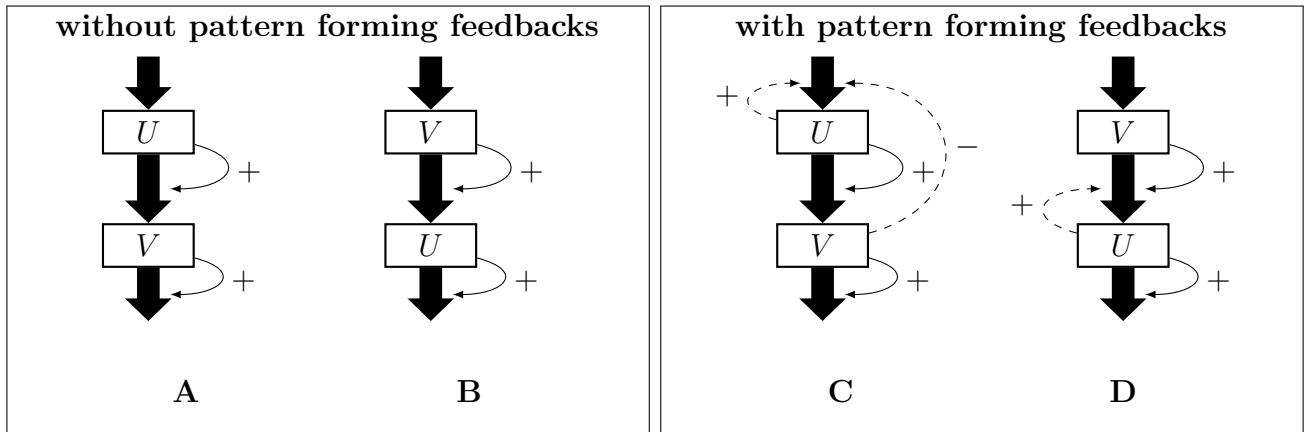 without pattern forming feedbacks
U
+
V
+
A
V
+
U
+
B
with pattern forming feedbacks
+
U
+
−
V
+
C
V
+
+
U
+
D